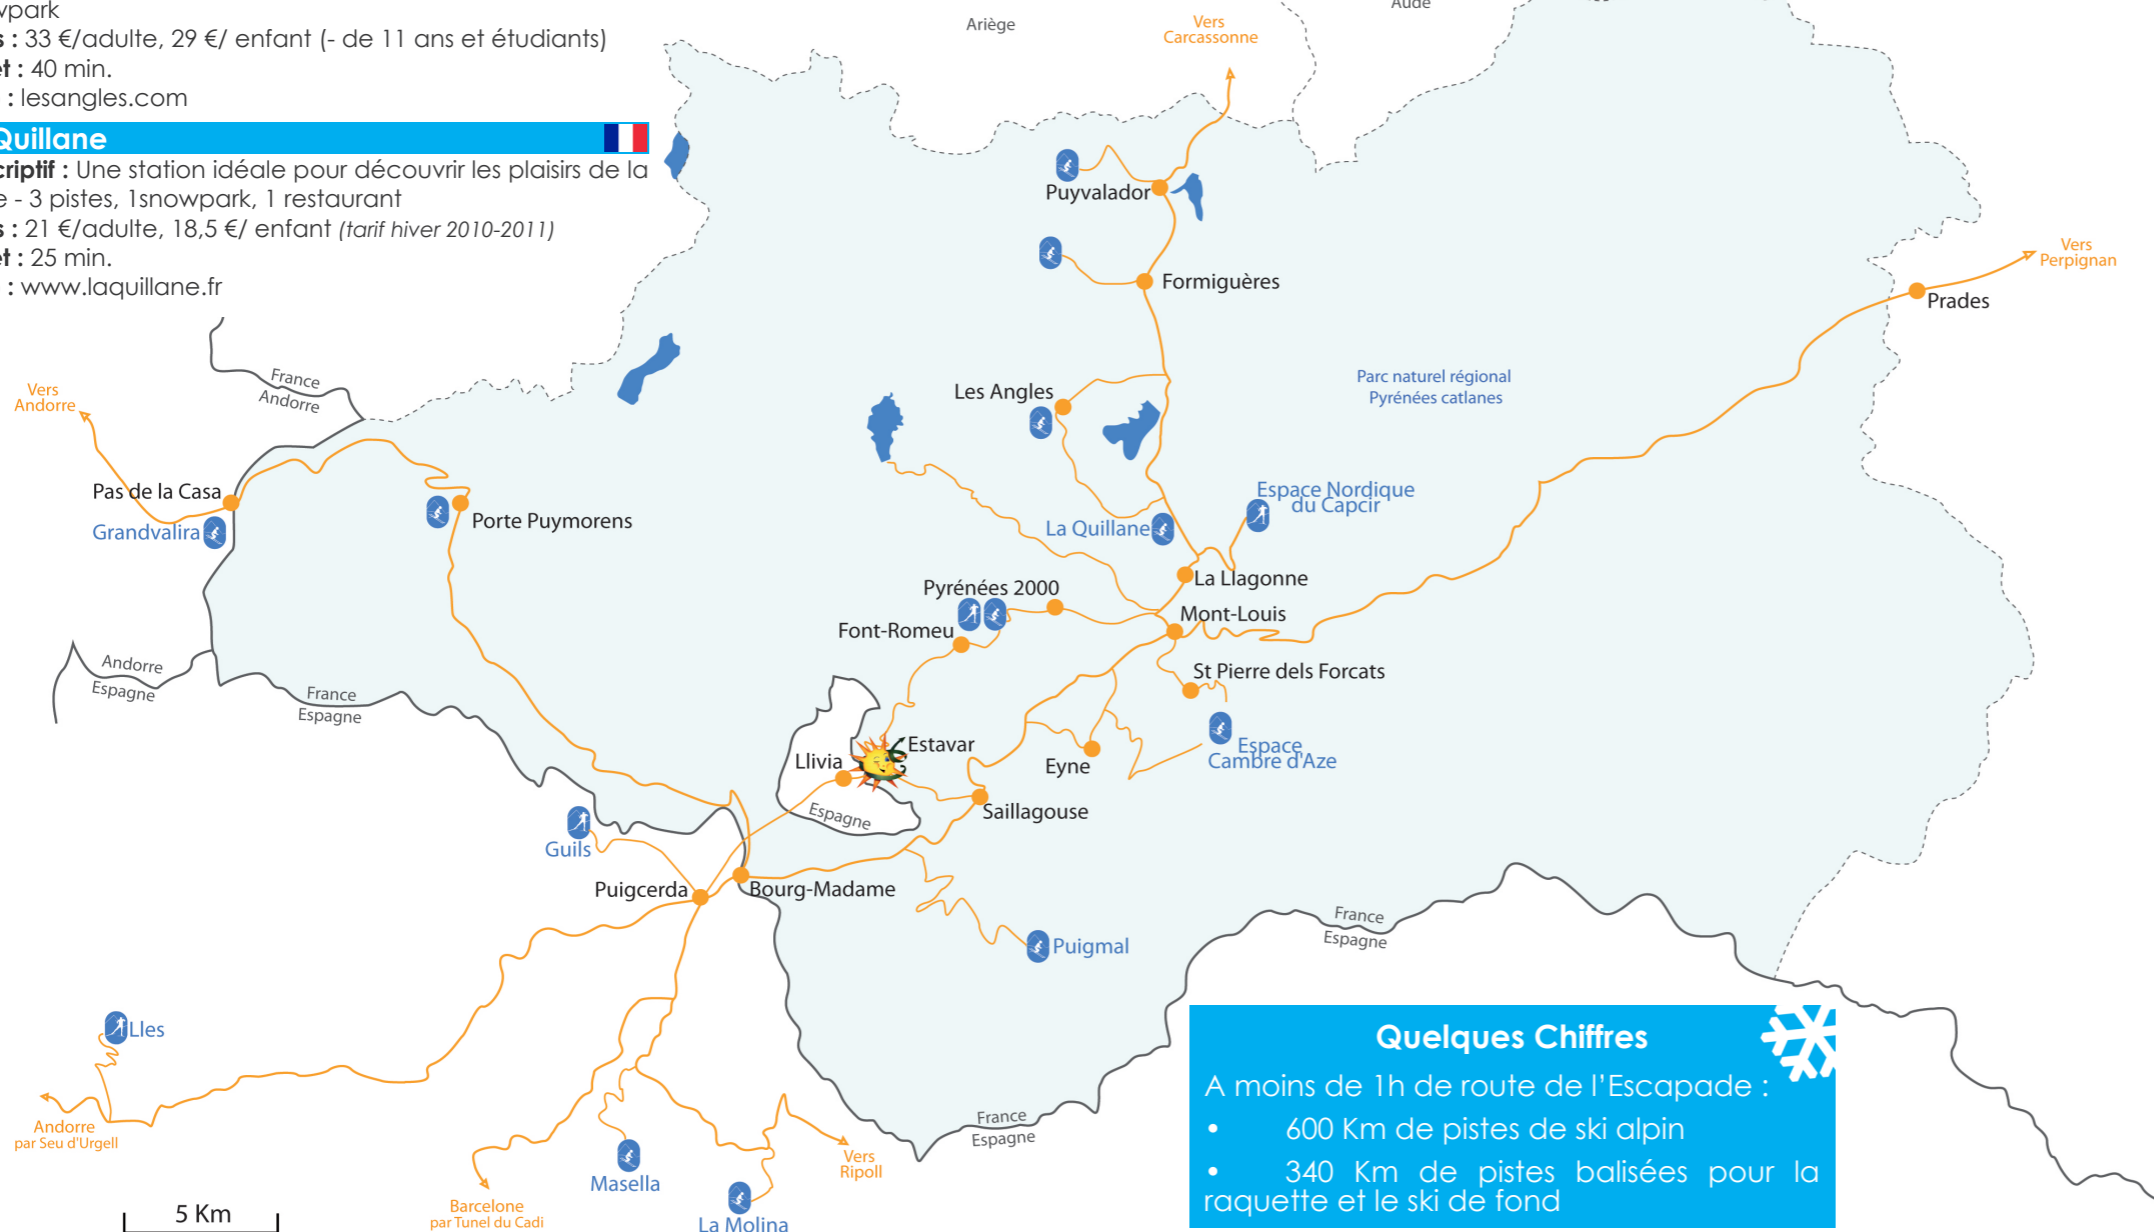 vpark
s : 33 €/adulte, 29 €/ enfant (- de 11 ans et étudiants)
et : 40 min.
: lesangles.com
Quillane
criptif : Une station idéale pour découvrir les plaisirs de la
e - 3 pistes, 1snowpark, 1 restaurant
s : 21 €/adulte, 18,5 €/ enfant (tarif hiver 2010-2011)
et : 25 min.
: www.laquillane.fr
Ariège
Aude
Vers
Carcassonne
Puyvalador
Formiguères
Vers
Perpignan
Prades
Parc naturel régional
Pyrénées catlanes
Les Angles
France
Andorre
Vers
Andorre
Pas de la Casa
Grandvalira
Porte Puymorens
Espace Nordique
du Capcir
La Quillane
La Llagonne
Pyrénées 2000
Mont-Louis
Font-Romeu
St Pierre dels Forcats
Andorre
Espagne
France
Espagne
Estavar
Llivia
Eyne
Espace
Cambre d'Aze
Espagne
Saillagouse
Guils
Puigcerda
Bourg-Madame
Puigmal
France
Espagne
Lles
Andorre
par Seu d'Urgell
France
Espagne
Vers
Ripoll
Masella
Barcelone
par Tunel du Cadi
La Molina
5 Km
Quelques Chiffres
A moins de 1h de route de l'Escapade :
• 600 Km de pistes de ski alpin
• 340 Km de pistes balisées pour la
raquette et le ski de fond